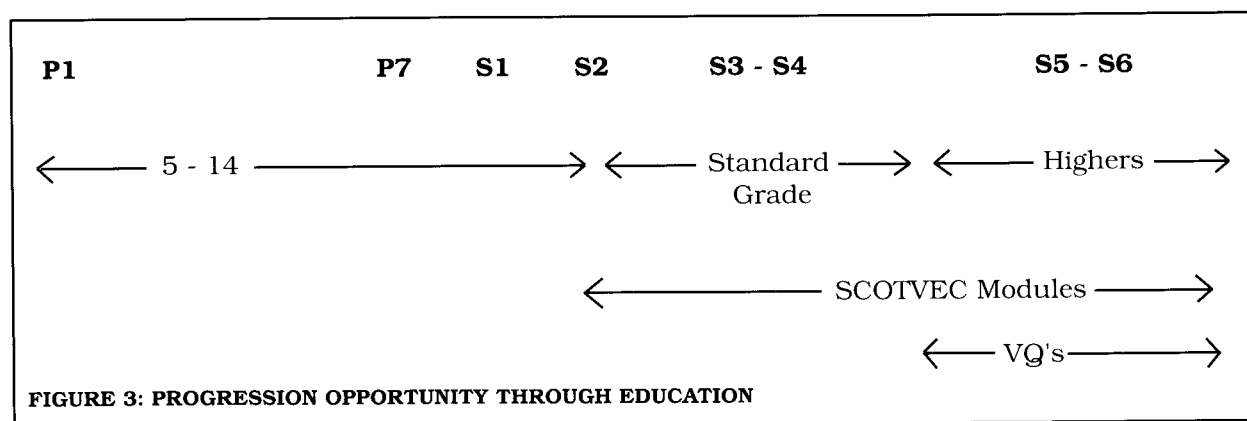 P1 P7 S1 S2 S3 - S4 S5 - S6
5 - 14 Standard Highers
Grade
SCOTVEC Modules
VQ's
FIGURE 3: PROGRESSION OPPORTUNITY THROUGH EDUCATION